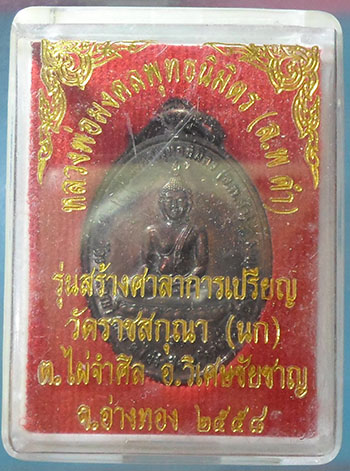 หลวงพ่อมงคลพุทธนิมิตร (ส.พ ดำ)
รุ่นสร้างศาลาการเปรียญ
วัดราชสกุณา (นก)
ต.ไผ่จำศิล อ.วิเศษชัยชาญ
จ.อ่างทอง ๒๕๕๘